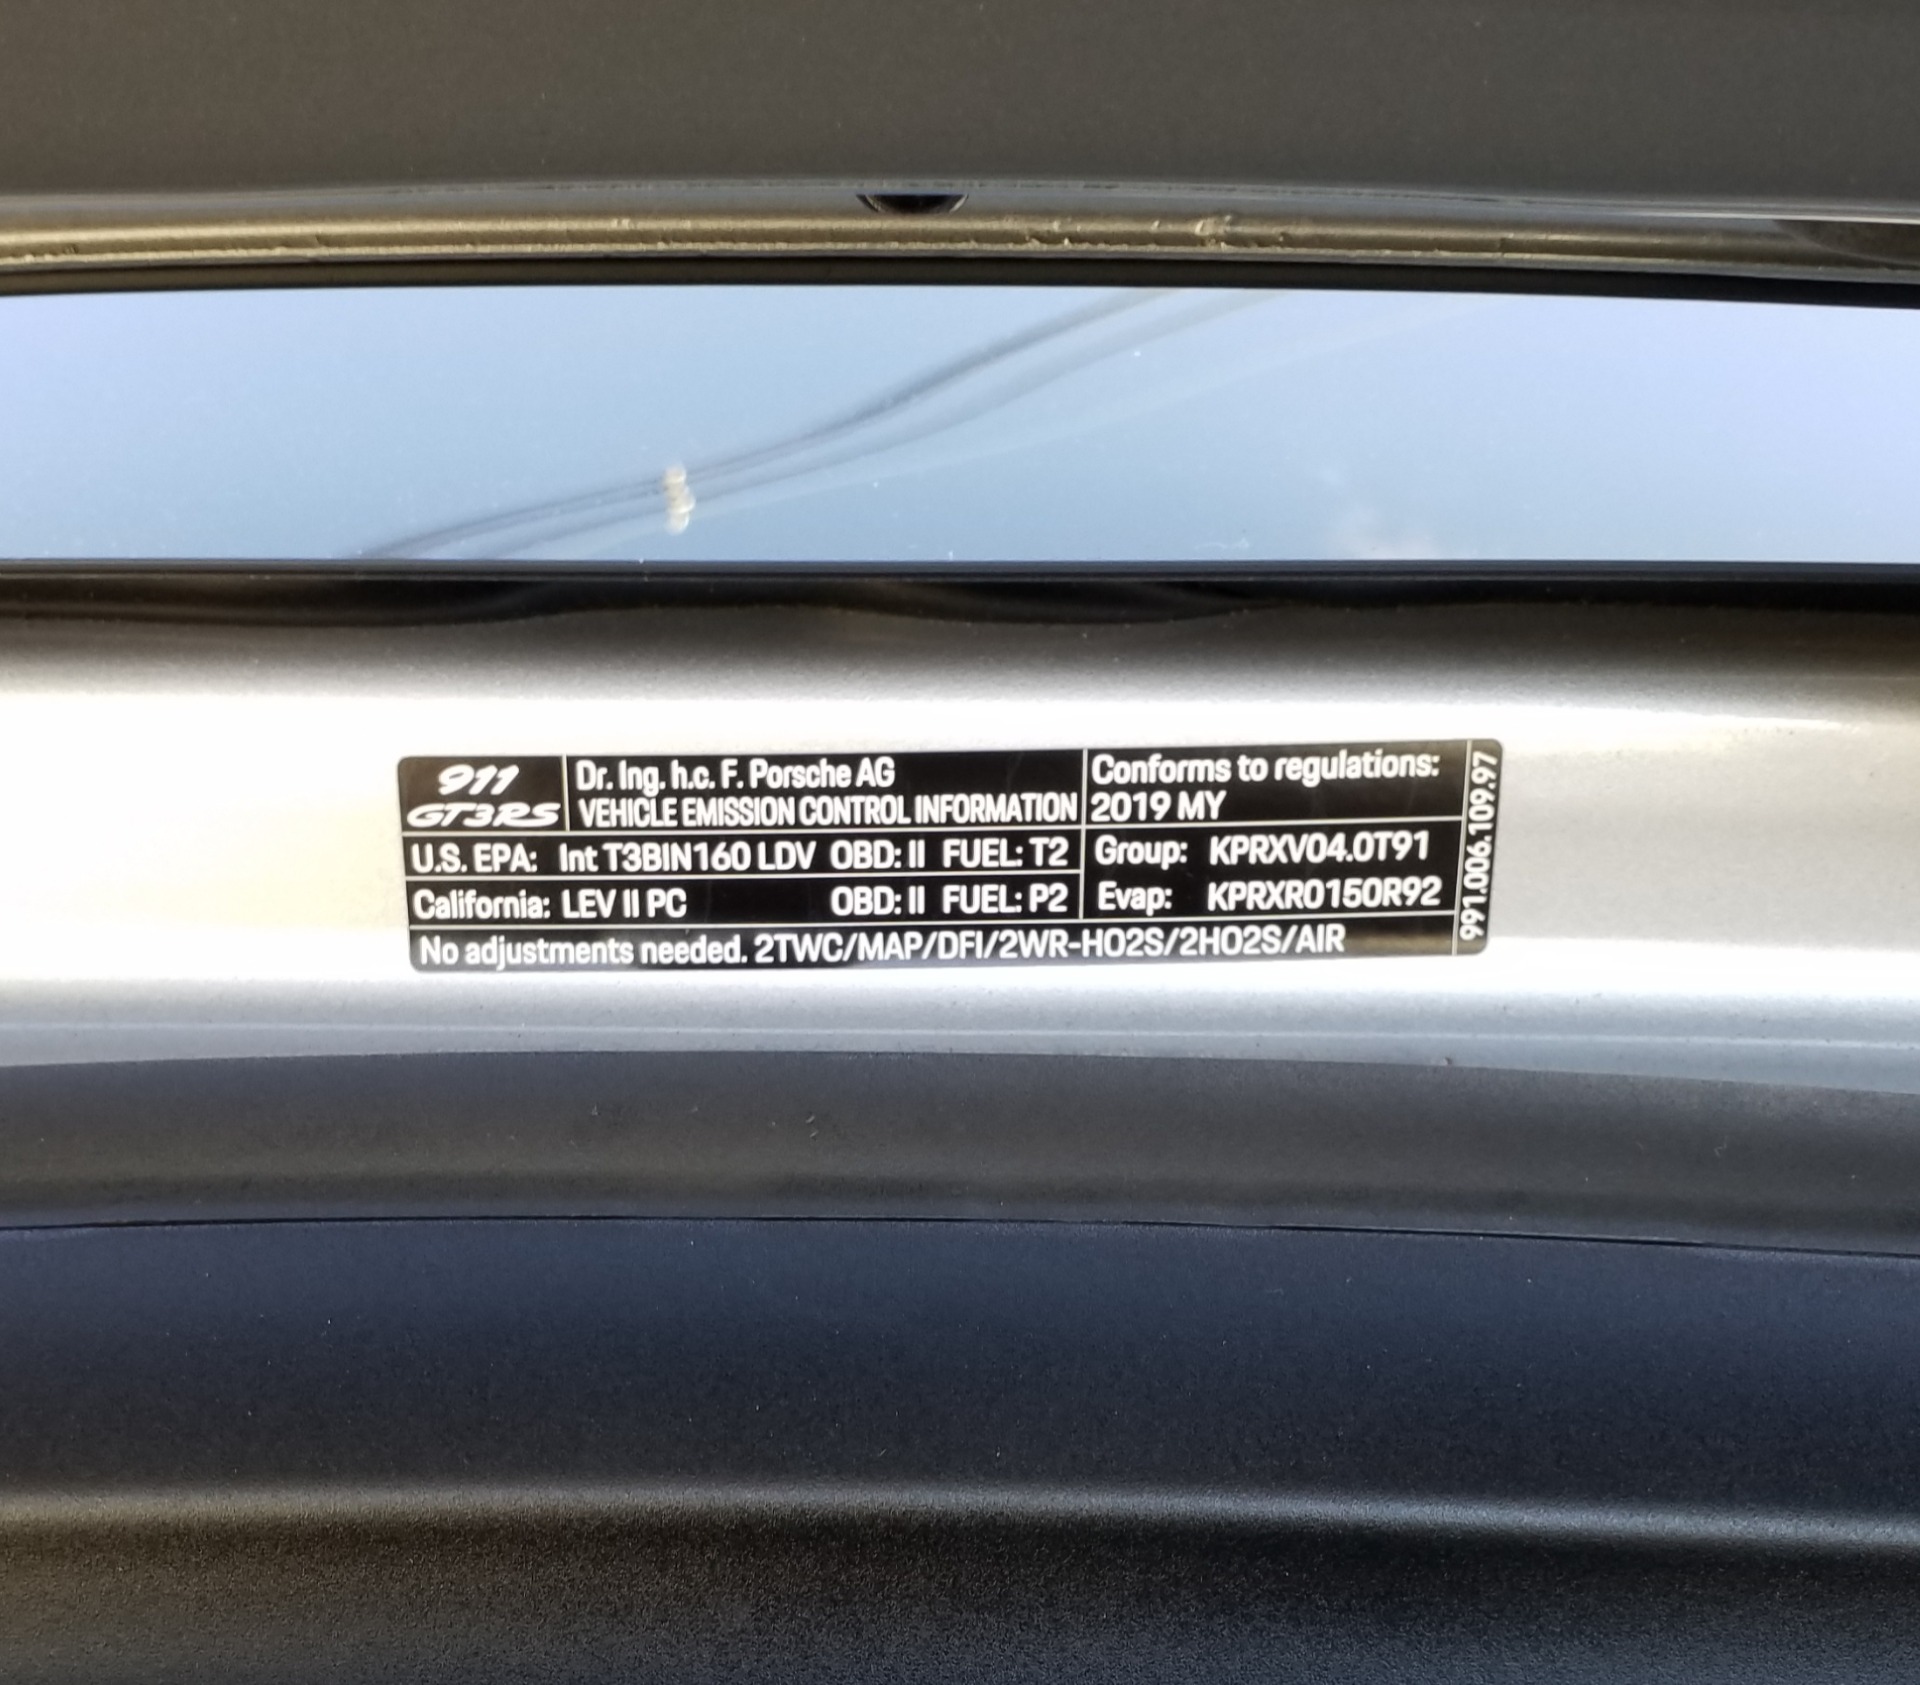 911
GT3RS
Dr. Ing. h.c. F. Porsche AG
VEHICLE EMISSION CONTROL INFORMATION
Conforms to regulations:
2019 MY
U.S. EPA: Int T3BIN160 LDV OBD: II FUEL: T2
California: LEV II PC OBD: II FUEL: P2
Group: KPRXV04.0T91
Evap: KPRXR0150R92
No adjustments needed. 2TWC/MAP/DFI/2WR-HO2S/2HO2S/AIR
991.006.109.97